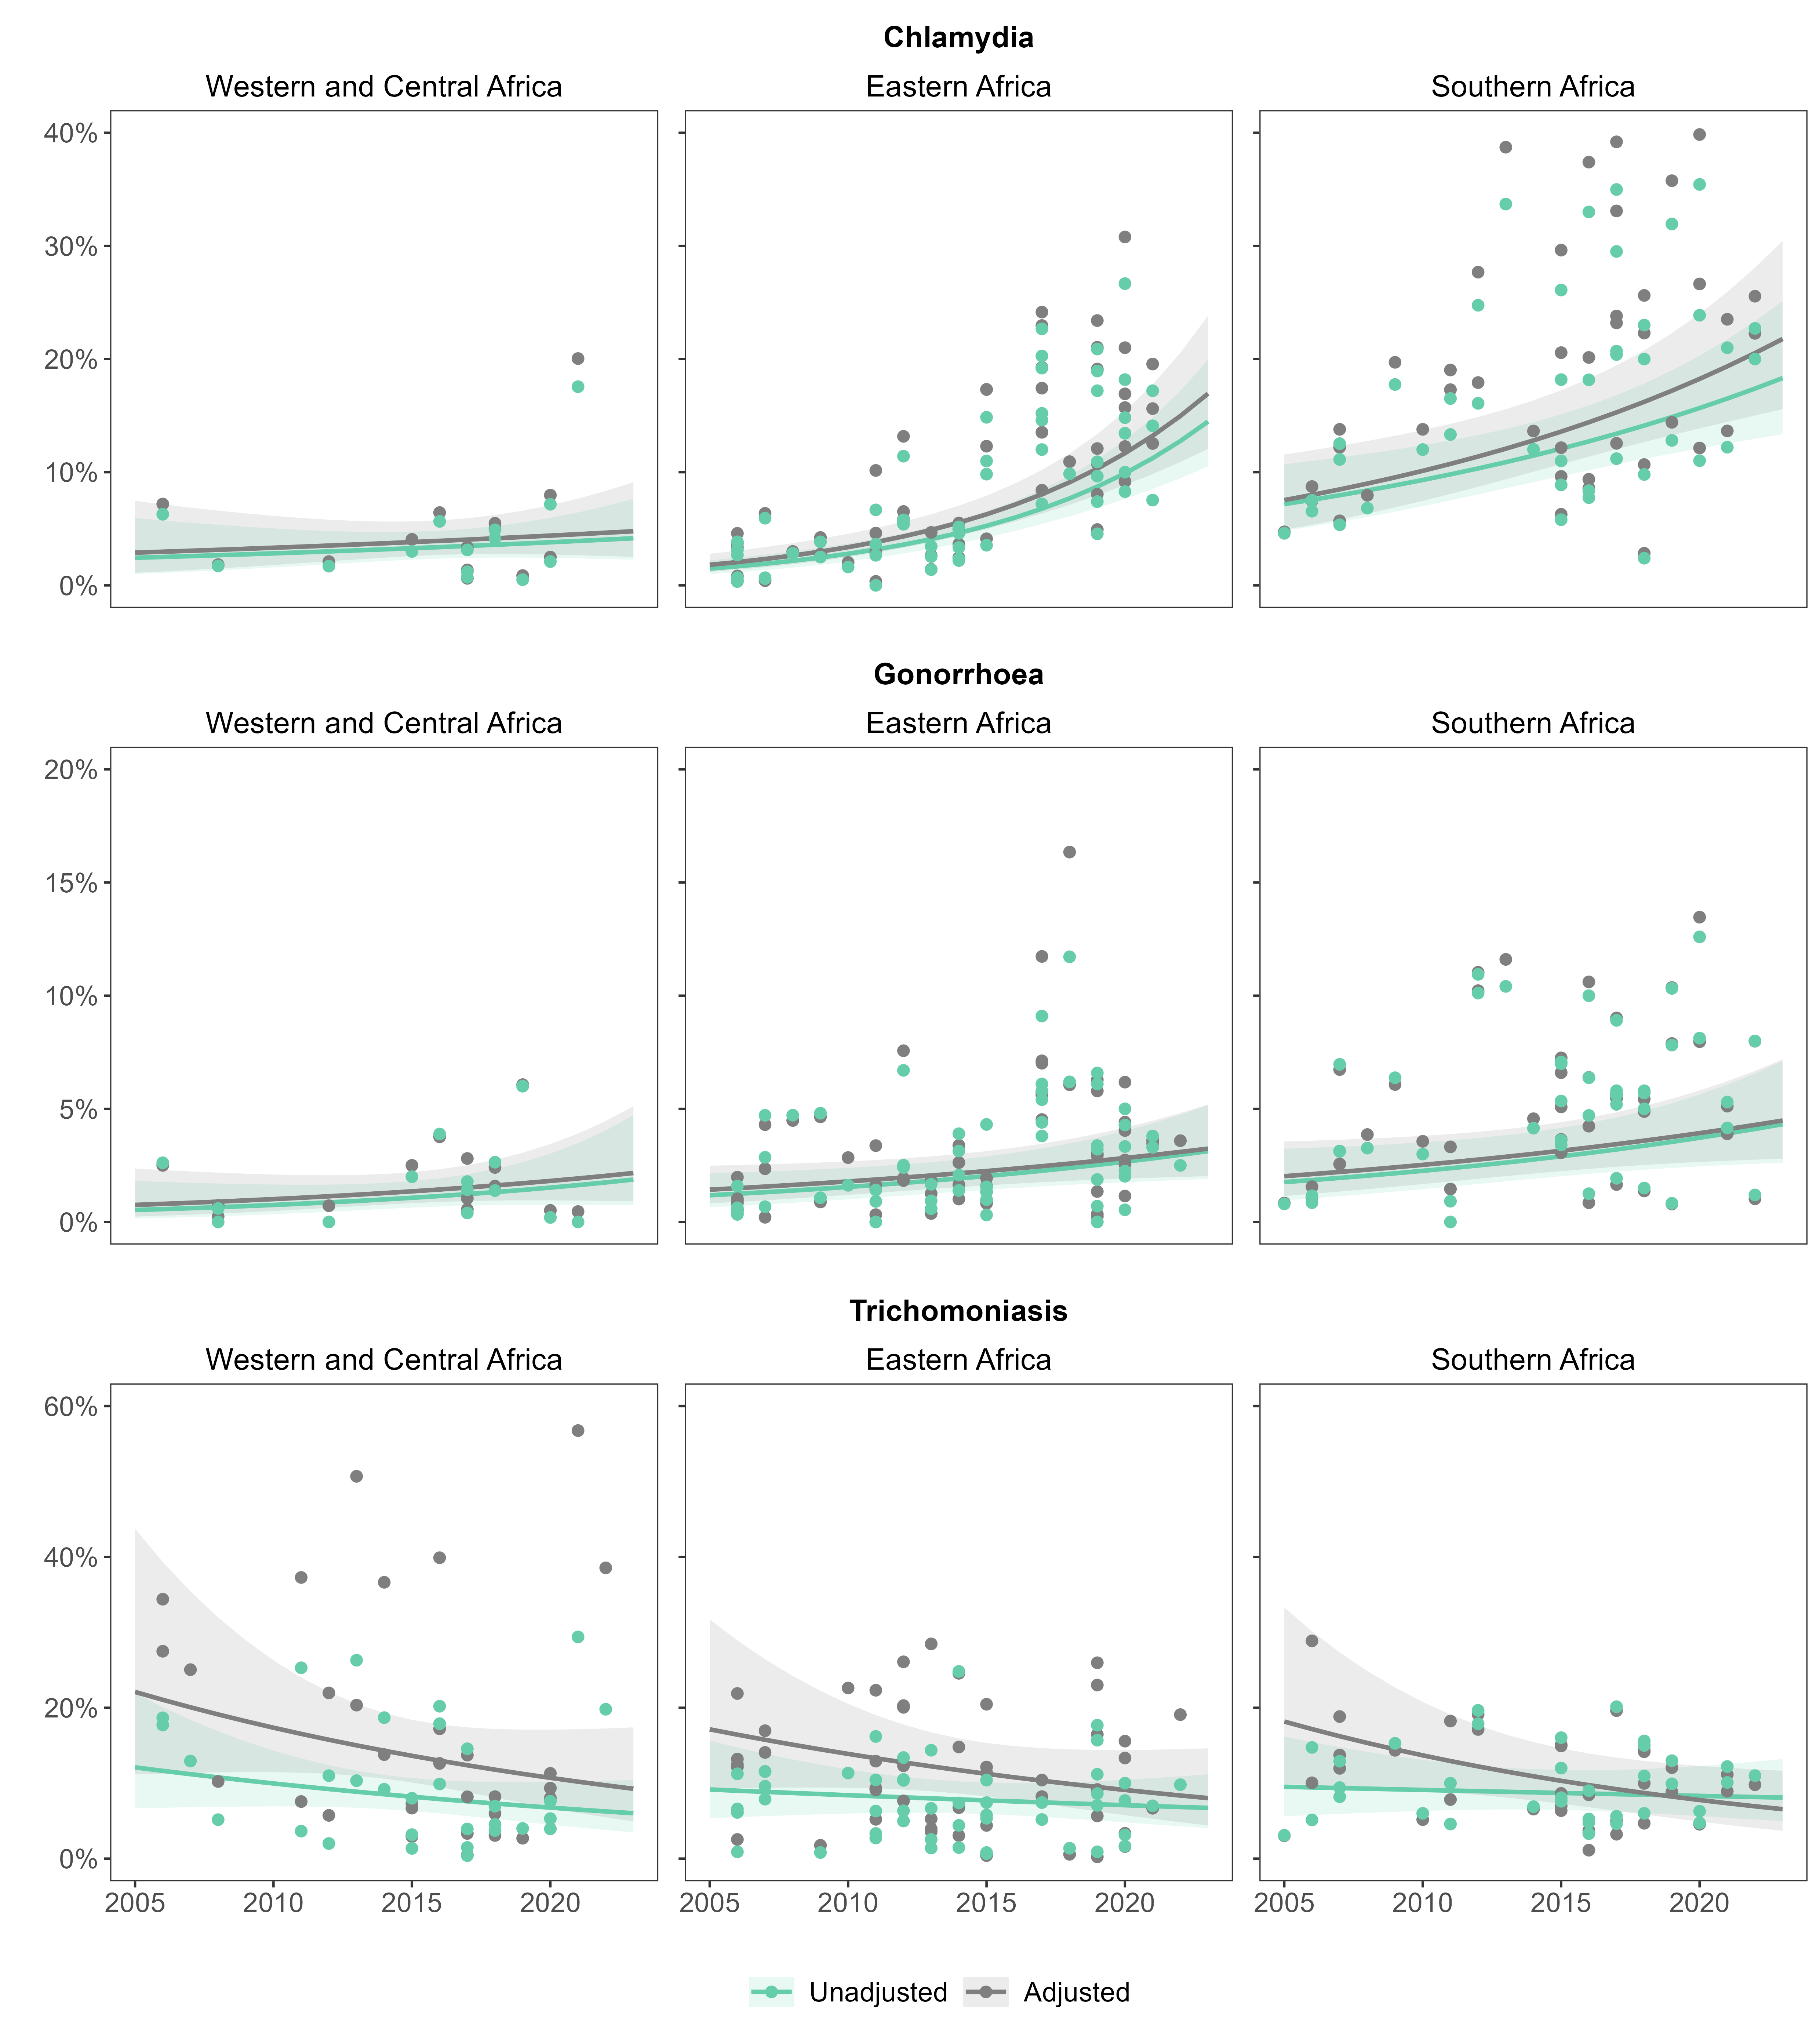 Chlamydia
Western and Central Africa Eastern Africa Southern Africa
40%
30%
20%
10%
0%
Gonorrhoea
Western and Central Africa Eastern Africa Southern Africa
20%
15%
10%
5%
0%
Trichomoniasis
Western and Central Africa Eastern Africa Southern Africa
60%
40%
20%
0%
2005 2010 2015 2020 2005 2010 2015 2020 2005 2010 2015 2020
Unadjusted Adjusted